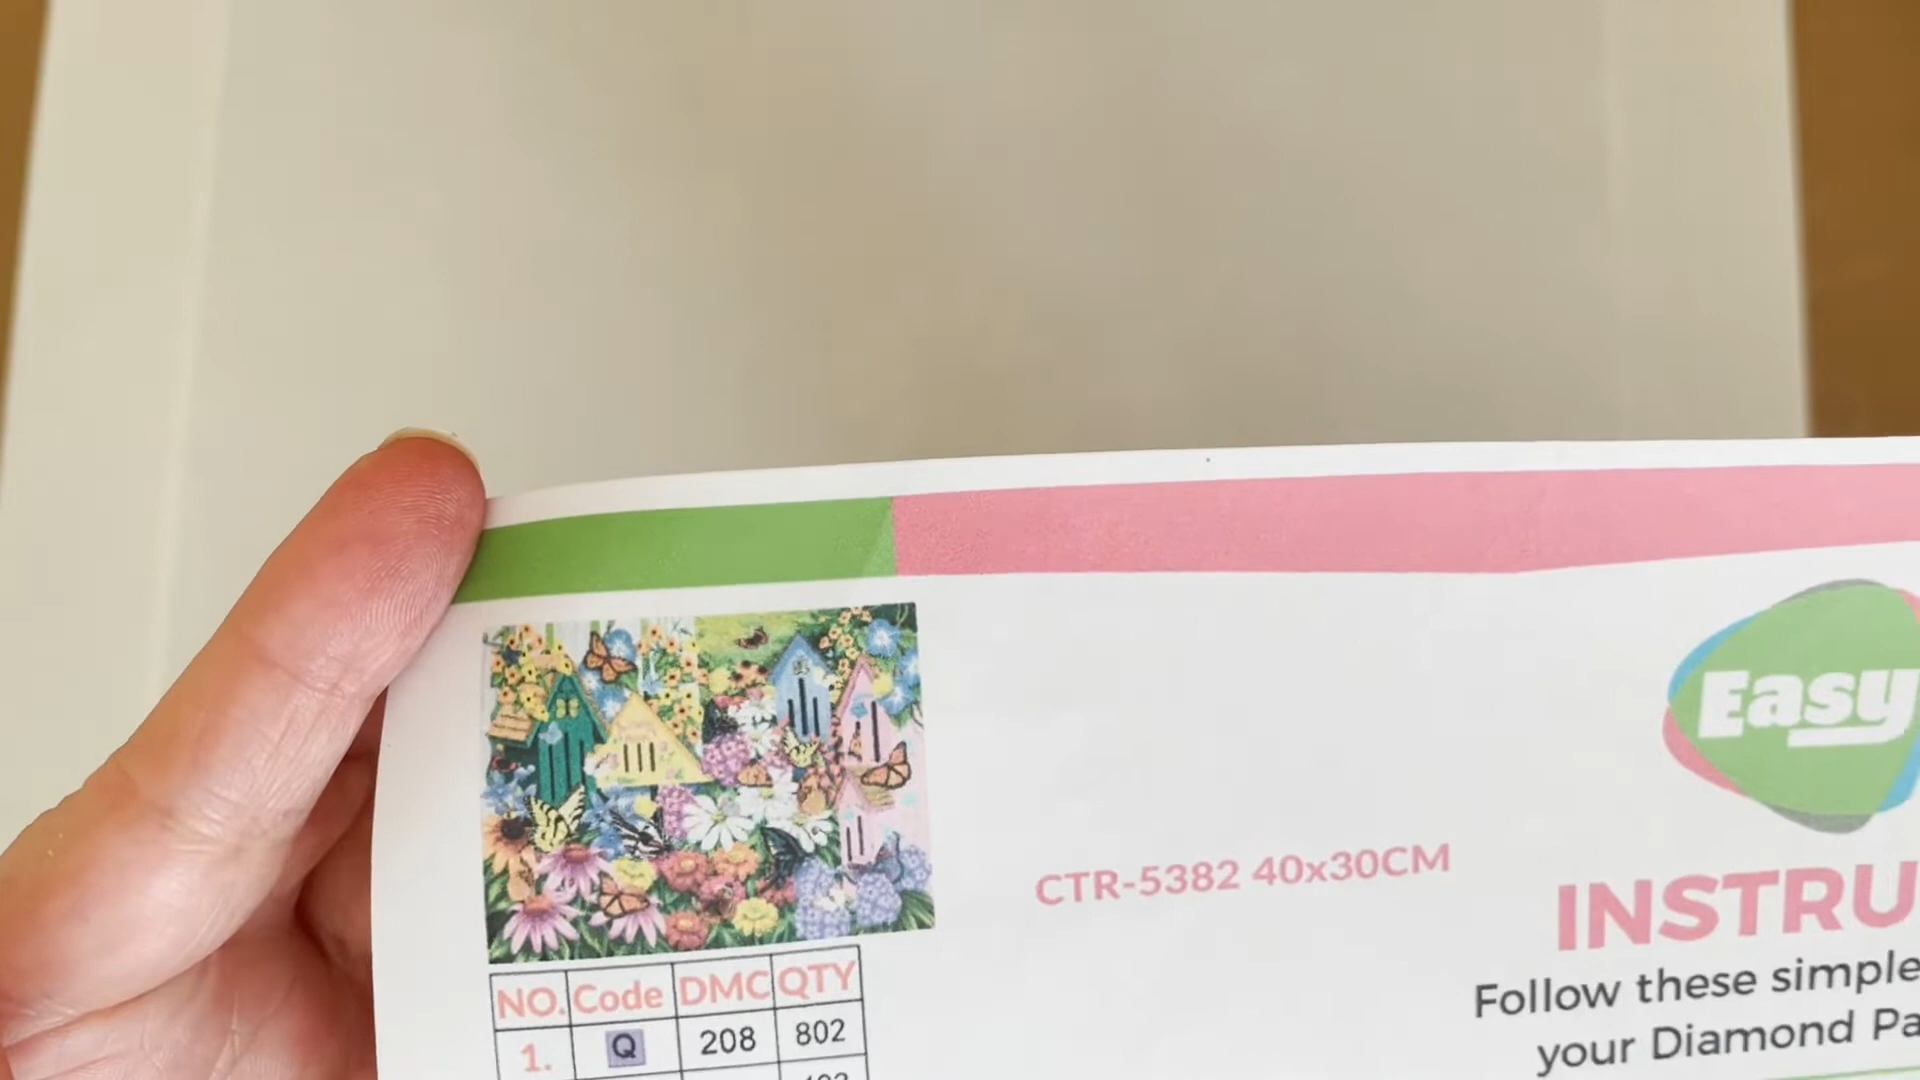 Easy
CTR-5382 40x30CM
INSTRU
Follow these simple
your Diamond Pa
NO. Code DMC QTY
1. Q 208 802